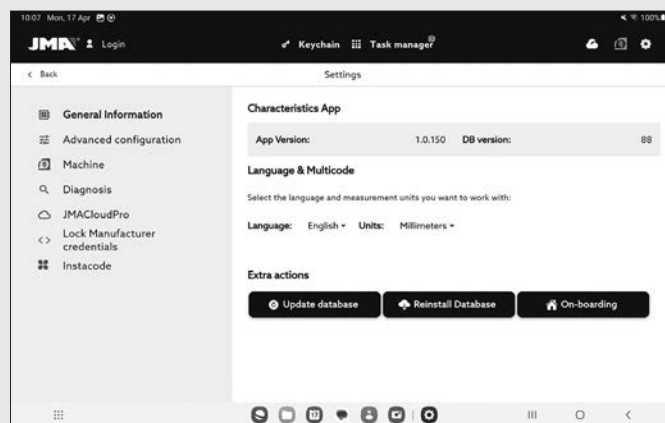 10:07 Mon, 17 Apr 100%
JMA Login Keychain Task manager
Back Settings
General Information
Advanced configuration
Machine
Diagnosis
JMACloudPro
Lock Manufacturer
credentials
Instacode
Characteristics App
App Version: 1.0.150 DB version: 88
Language & Multicode
Select the language and measurement units you want to work with:
Language: English Units: Millimeters
Extra actions
Update database Reinstall Database On-boarding
17